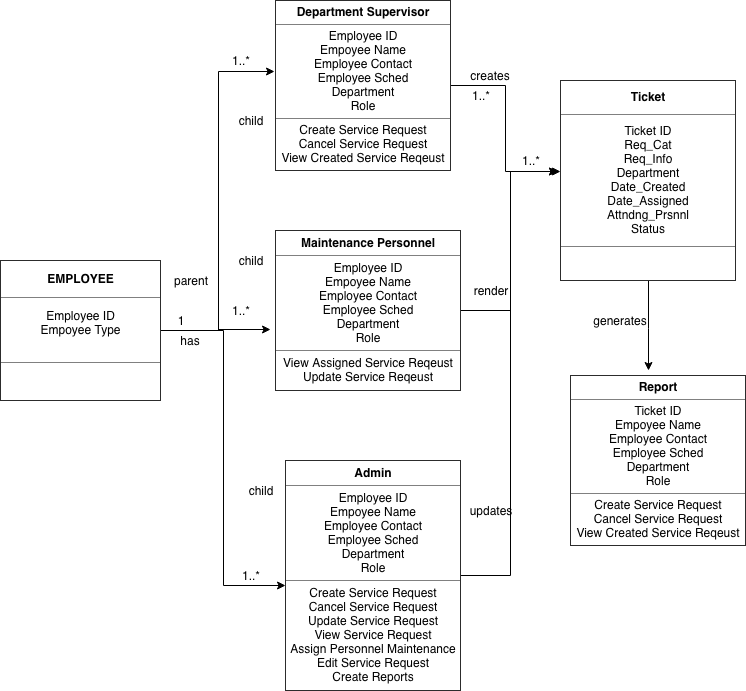 Department Supervisor
Employee ID
Empoyee Name
Employee Contact
Employee Sched
Department
Role
Create Service Request
Cancel Service Request
View Created Service Reqeust
1..*
child
creates
1..*
Ticket
Ticket ID
Req_Cat
Req_Info
Department
Date_Created
Date_Assigned
Attndng_Prsnnl
Status
1..*
EMPLOYEE
Employee ID
Empoyee Type
parent
1
has
child
1..*
Maintenance Personnel
Employee ID
Empoyee Name
Employee Contact
Employee Sched
Department
Role
View Assigned Service Reqeust
Update Service Reqeust
render
generates
Report
Ticket ID
Empoyee Name
Employee Contact
Employee Sched
Department
Role
Create Service Request
Cancel Service Request
View Created Service Reqeust
child
1..*
Admin
Employee ID
Empoyee Name
Employee Contact
Employee Sched
Department
Role
Create Service Request
Cancel Service Request
Update Service Request
View Service Request
Assign Personnel Maintenance
Edit Service Request
Create Reports
updates